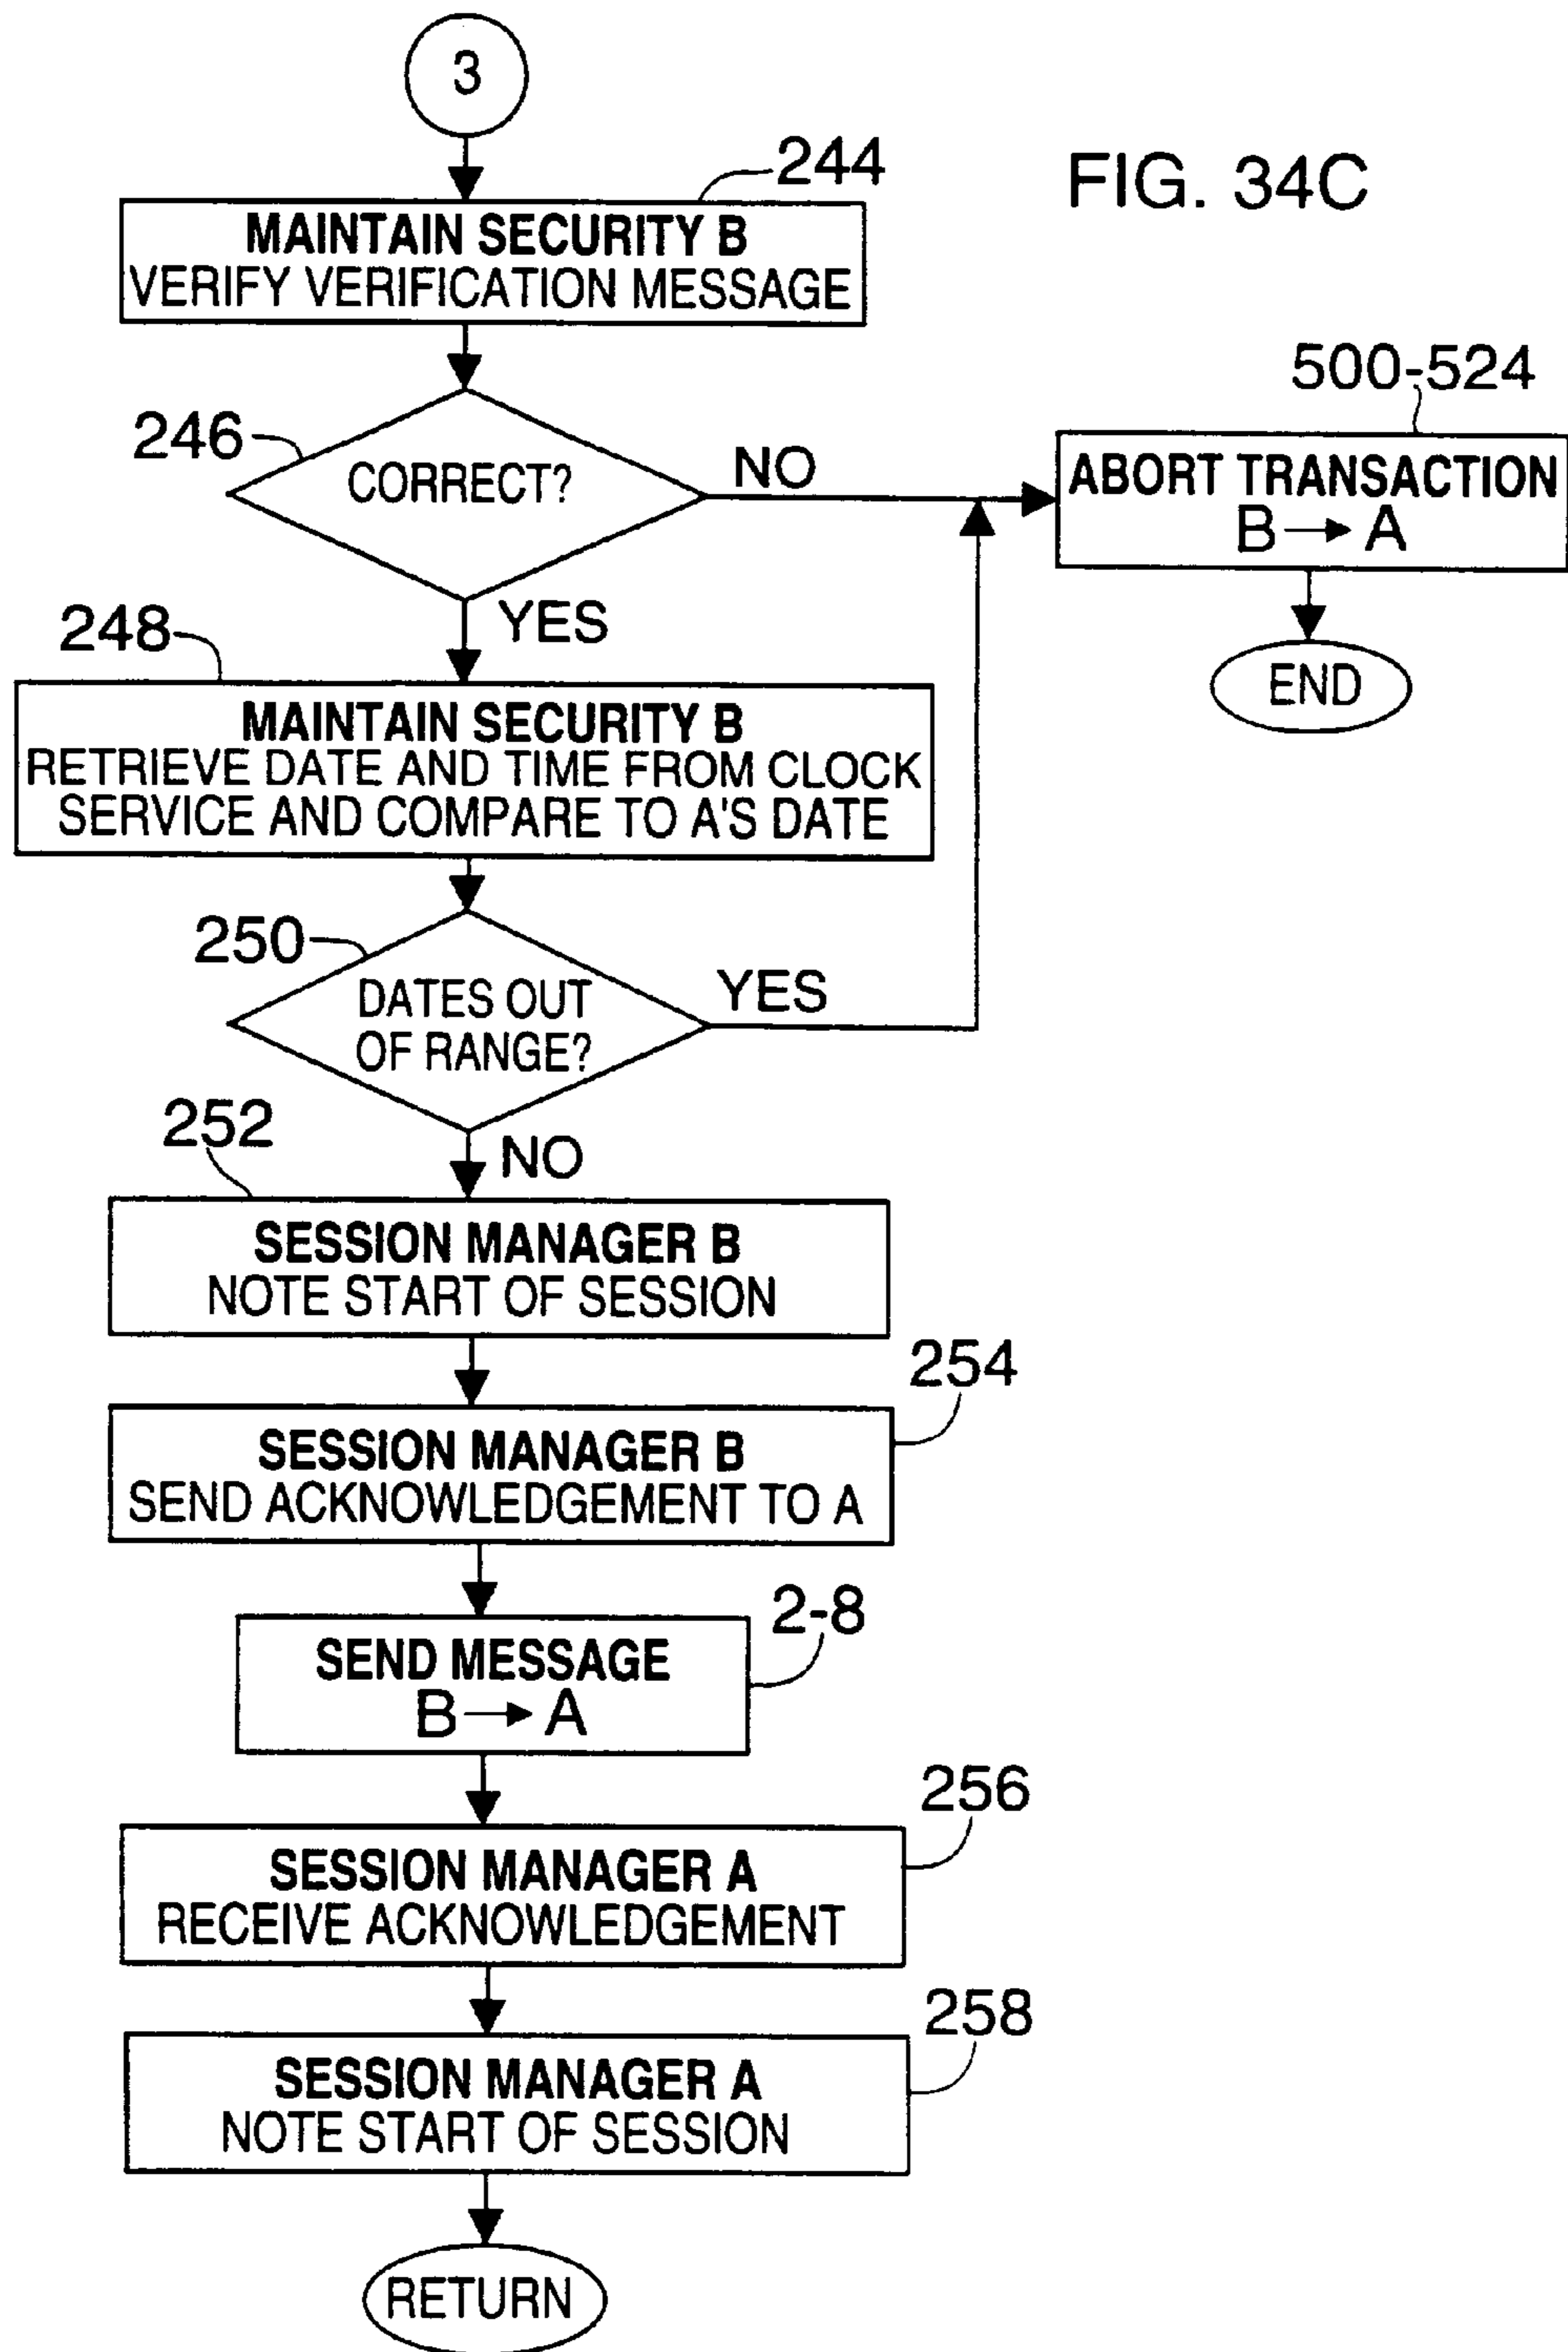 3
244
FIG. 34C
MAINTAIN SECURITY B
VERIFY VERIFICATION MESSAGE
500-524
246
CORRECT?
NO
ABORT TRANSACTION
B → A
YES
END
248
MAINTAIN SECURITY B
RETRIEVE DATE AND TIME FROM CLOCK
SERVICE AND COMPARE TO A'S DATE
250
DATES OUT
OF RANGE?
YES
NO
252
SESSION MANAGER B
NOTE START OF SESSION
254
SESSION MANAGER B
SEND ACKNOWLEDGEMENT TO A
2-8
SEND MESSAGE
B → A
256
SESSION MANAGER A
RECEIVE ACKNOWLEDGEMENT
258
SESSION MANAGER A
NOTE START OF SESSION
RETURN